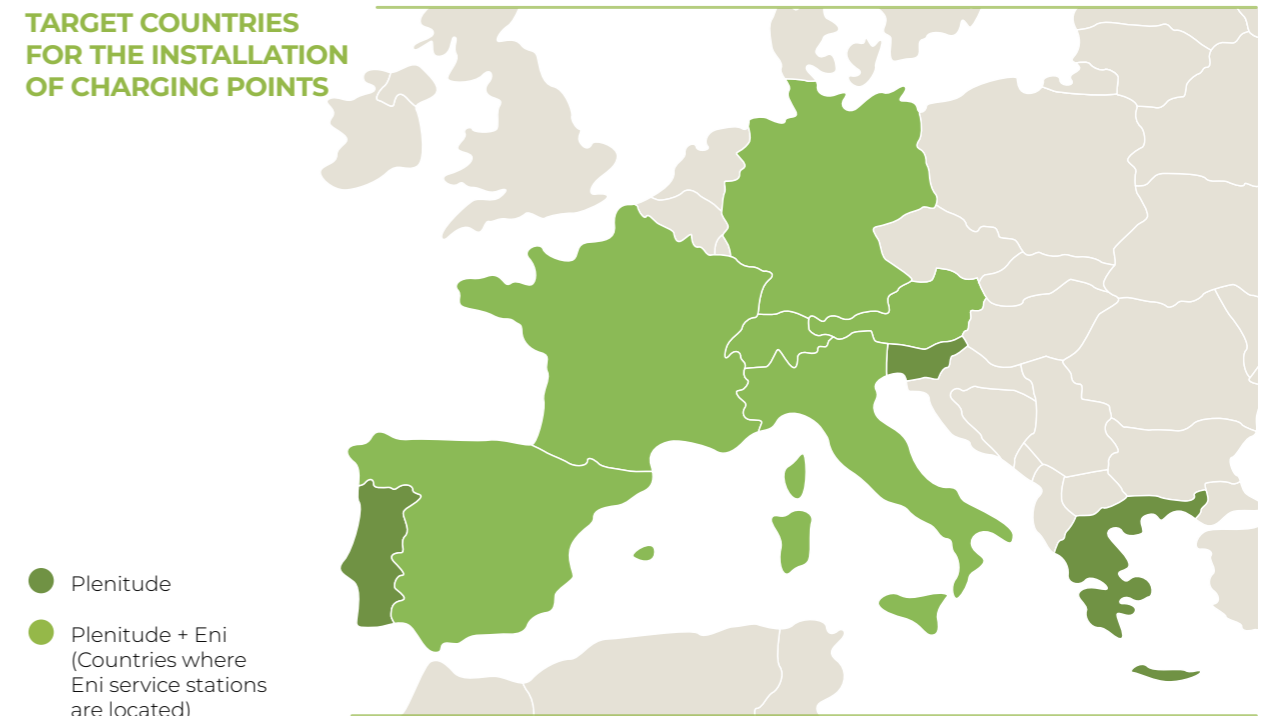 TARGET COUNTRIES
FOR THE INSTALLATION
OF CHARGING POINTS
Plenitude
Plenitude + Eni
(Countries where
Eni service stations
are located)